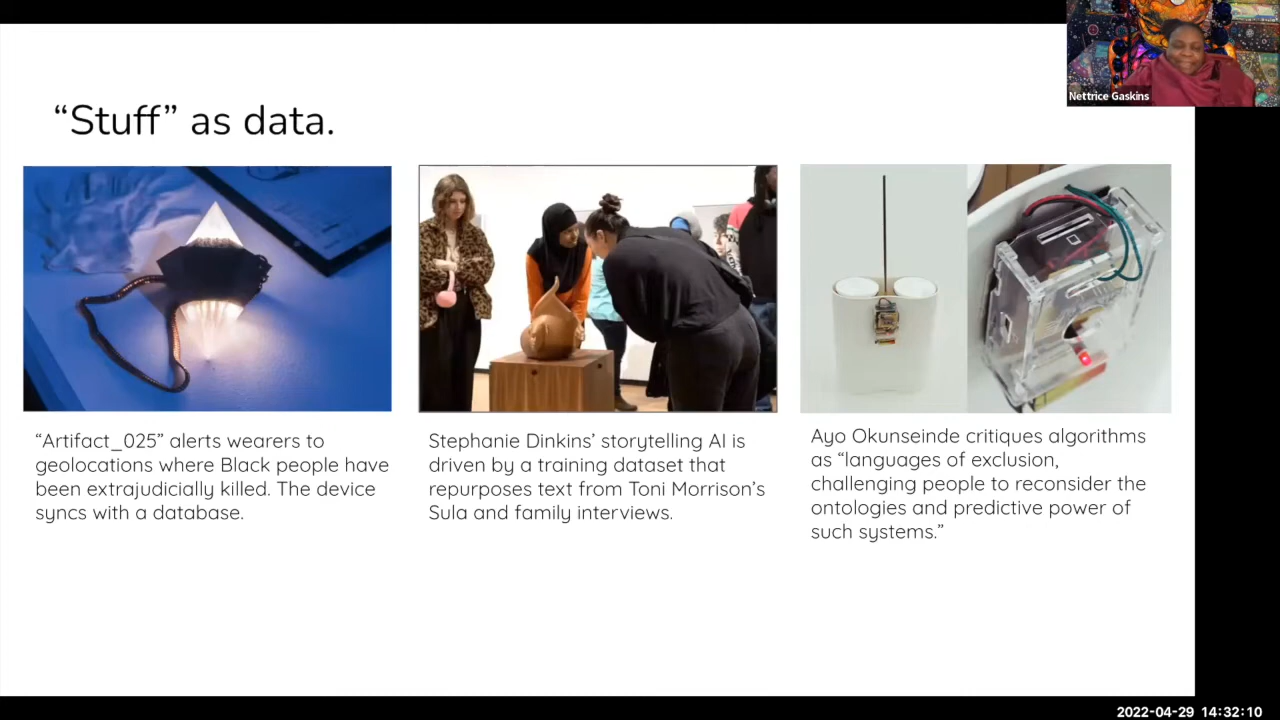 Nettrice Gaskins
“Stuff” as data.
“Artifact_025” alerts wearers to
geolocations where Black people have
been extrajudicially killed. The device
syncs with a database.
Stephanie Dinkins’ storytelling AI is
driven by a training dataset that
repurposes text from Toni Morrison’s
Sula and family interviews.
Ayo Okunseinde critiques algorithms
as “languages of exclusion,
challenging people to reconsider the
ontologies and predictive power of
such systems.”
2022-04-29 14:32:10